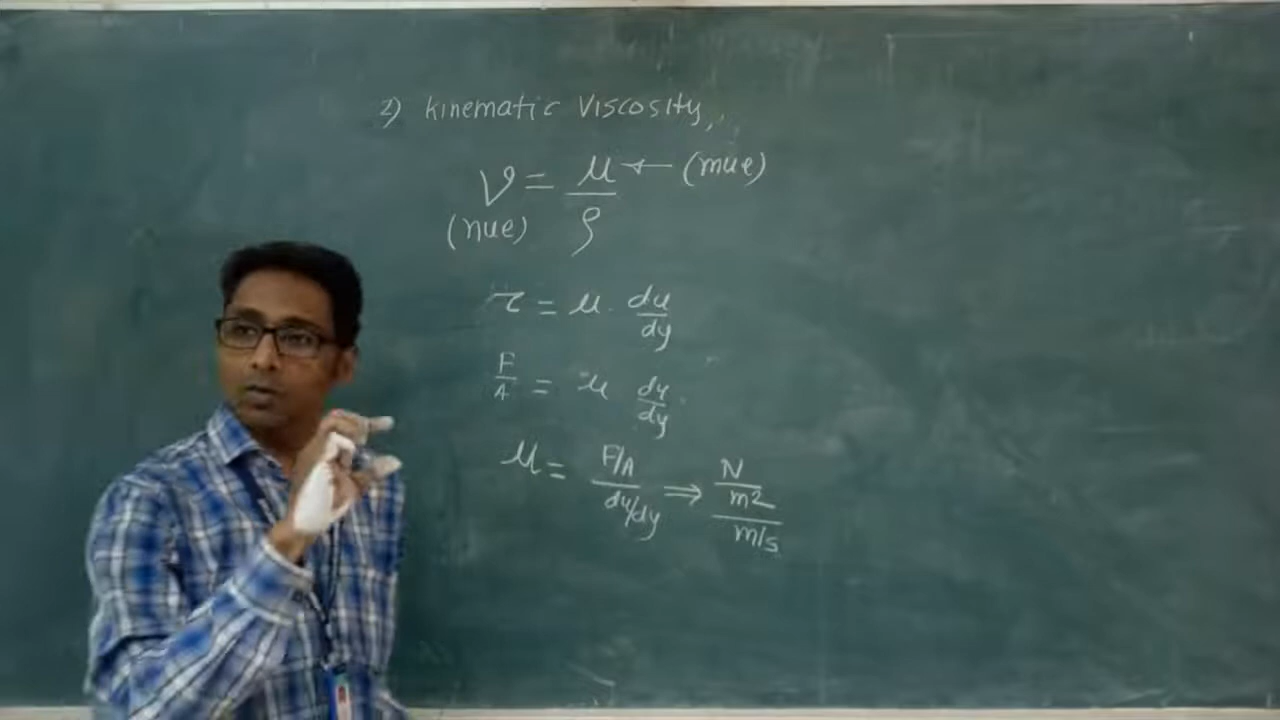 2) Kinematic Viscosity,
ν = μ ← (mue)
(nue) ρ
τ = μ. du/dy
F/A = μ du/dy.
μ = F/A / du/dy ⇒ N/m2 / m/s